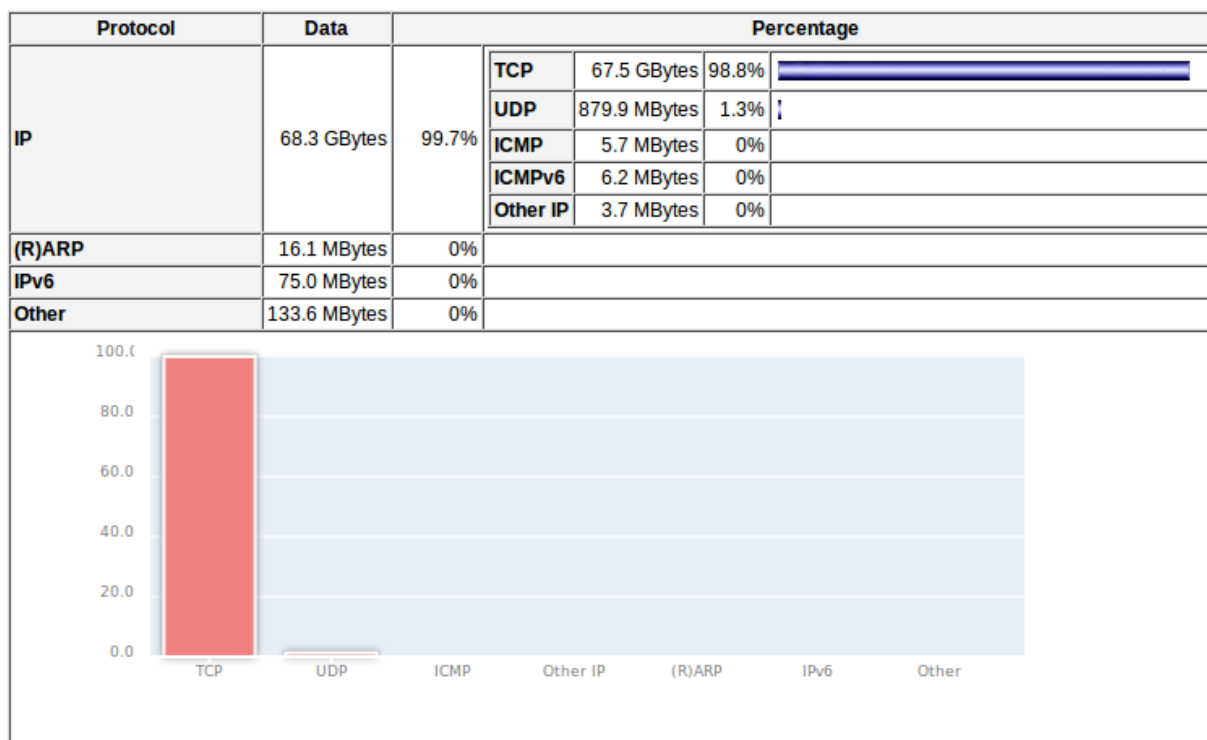 Protocol Data Percentage
IP 68.3 GBytes 99.7%
TCP 67.5 GBytes 98.8%
UDP 879.9 MBytes 1.3%
ICMP 5.7 MBytes 0%
ICMPv6 6.2 MBytes 0%
Other IP 3.7 MBytes 0%
(R)ARP 16.1 MBytes 0%
IPv6 75.0 MBytes 0%
Other 133.6 MBytes 0%
100.0
80.0
60.0
40.0
20.0
0.0
TCP UDP ICMP Other IP (R)ARP IPv6 Other